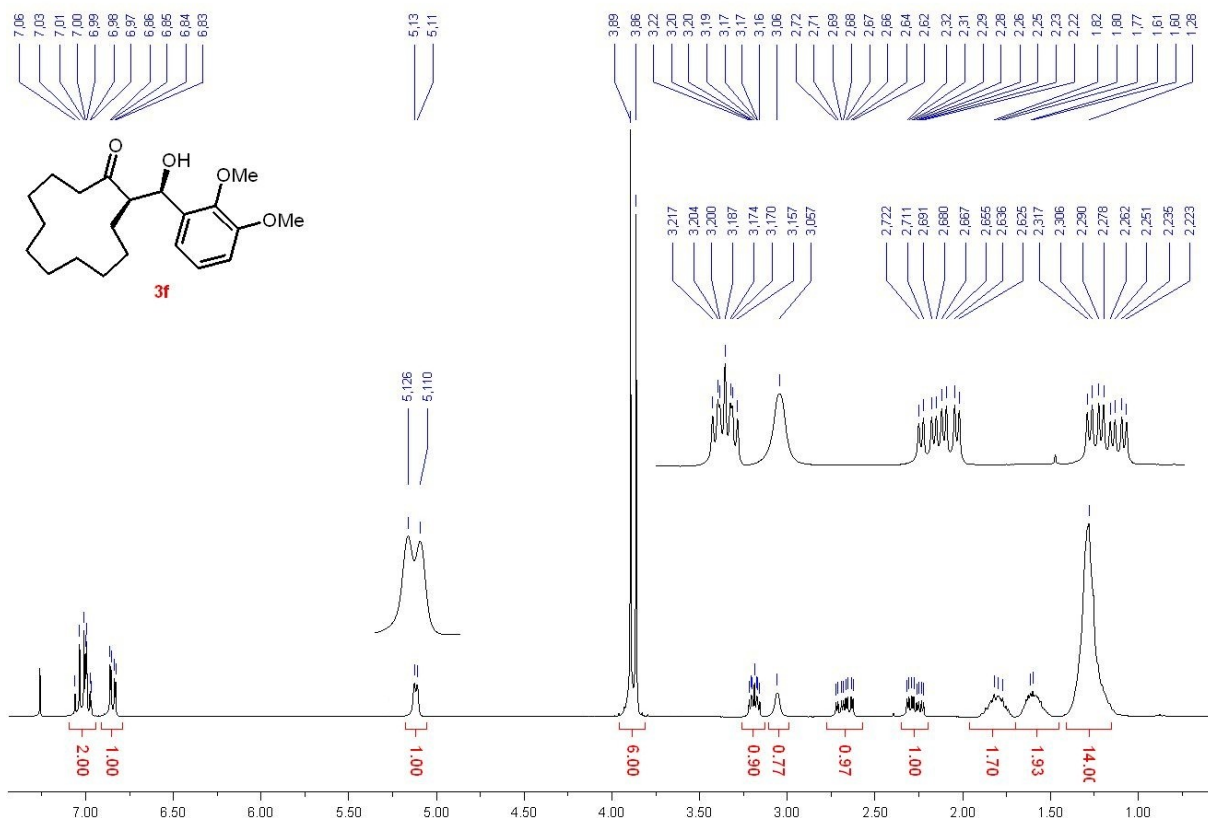 7,06 7,03 7,01 7,00 6,99 6,98 6,97 6,86 6,85 6,84 6,83 5,13 5,11 3,89 3,86 3,22 3,20 3,20 3,19 3,17 3,17 3,16 3,06 2,72 2,71 2,69 2,68 2,67 2,66 2,64 2,62 2,32 2,31 2,29 2,28 2,26 2,25 2,23 2,22 1,82 1,80 1,77 1,61 1,60 1,28
O
OH
OMe
OMe
3f
3,217 3,204 3,200 3,187 3,174 3,170 3,157 3,057 2,722 2,711 2,691 2,680 2,667 2,655 2,636 2,625 2,317 2,306 2,290 2,278 2,262 2,251 2,235 2,223
5,126 5,110
2.00 1.00 1.00 6.00 0.90 0.77 0.97 1.00 1.70 1.93 14.00
7.00 6.50 6.00 5.50 5.00 4.50 4.00 3.50 3.00 2.50 2.00 1.50 1.00